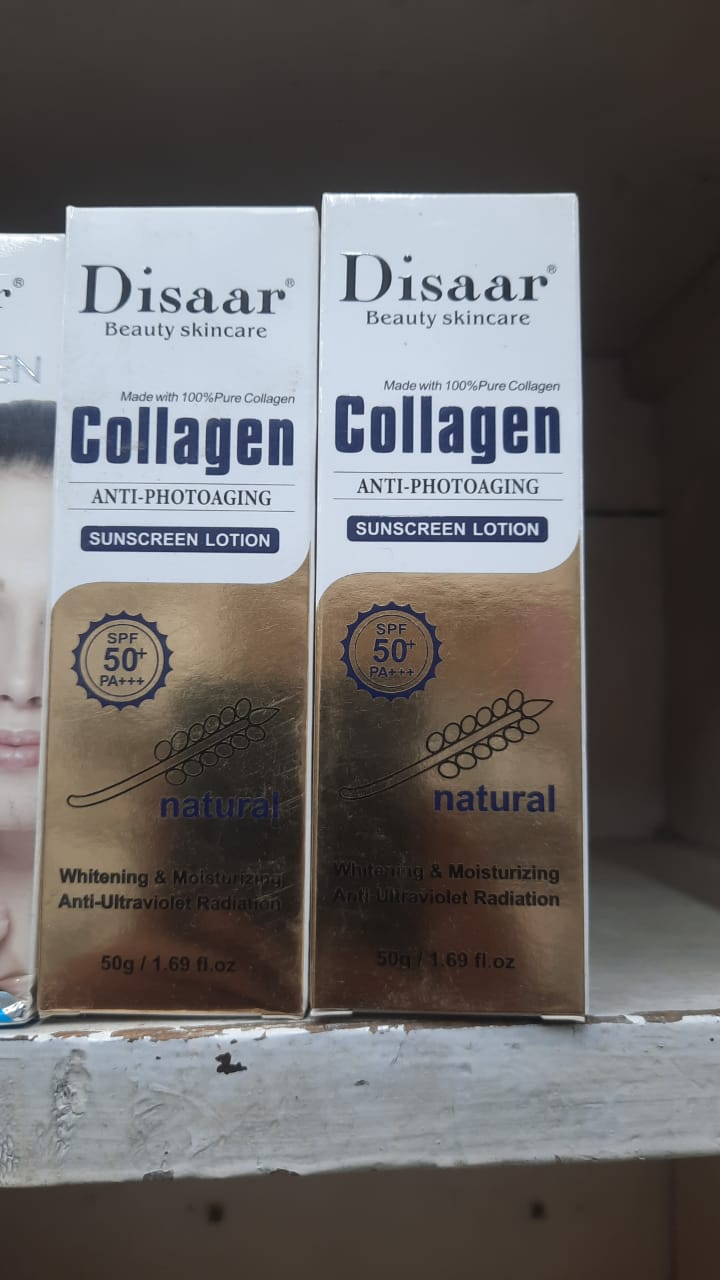 r®
EN
Disaar®
Beauty skincare
Made with 100%Pure Collagen
Collagen
ANTI-PHOTOAGING
SUNSCREEN LOTION
SPF
50+
PA+++
natural
Whitening & Moisturizing
Anti-Ultraviolet Radiation
50g / 1.69 fl.oz
Disaar®
Beauty skincare
Made with 100%Pure Collagen
Collagen
ANTI-PHOTOAGING
SUNSCREEN LOTION
SPF
50+
PA+++
natural
Whitening & Moisturizing
Anti-Ultraviolet Radiation
50g / 1.69 fl.oz